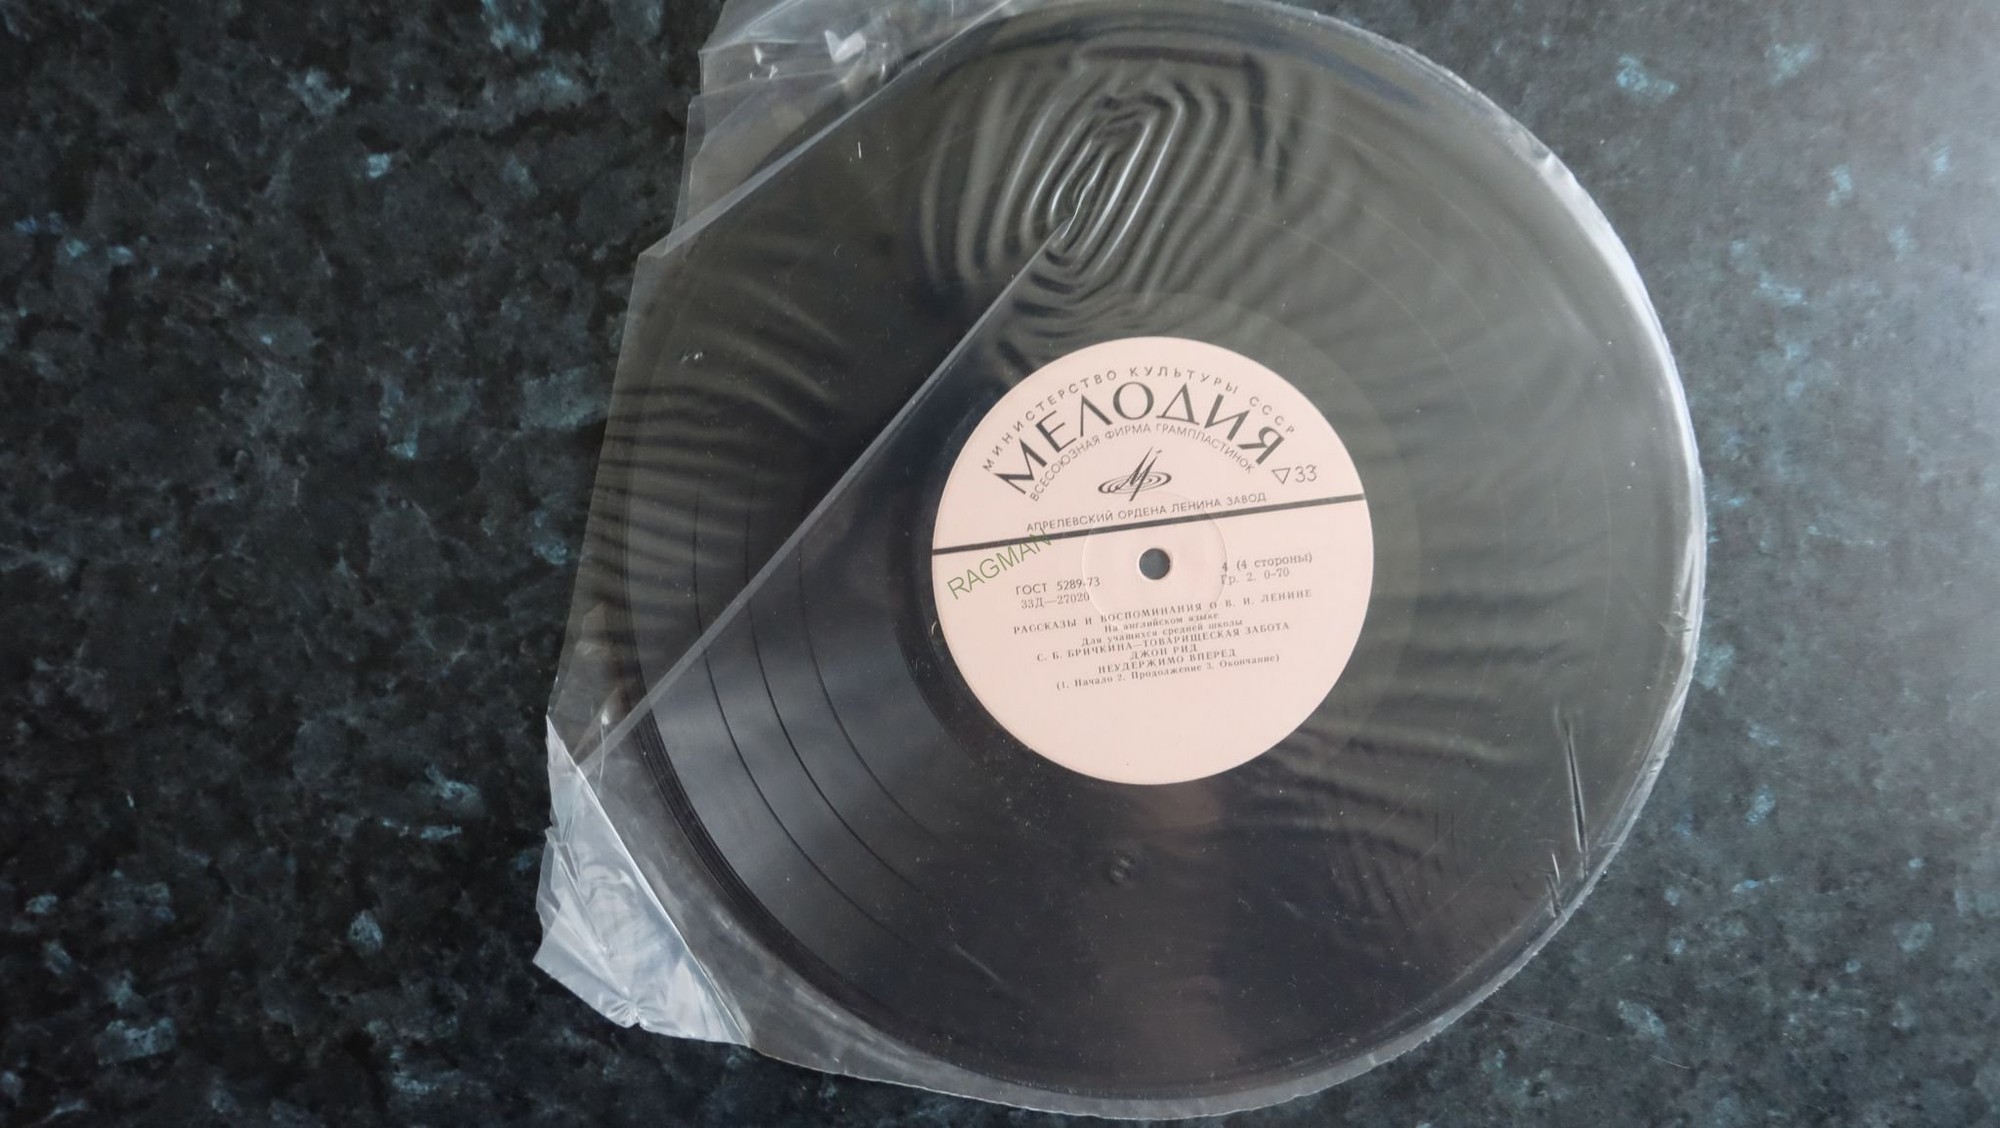 МИНИСТЕРСТВО КУЛЬТУРЫ СССР
МЕЛОДИЯ
ВСЕСОЮЗНАЯ ФИРМА ГРАМПЛАСТИНОК
▽33
АПРЕЛЕВСКИЙ ОРДЕНА ЛЕНИНА ЗАВОД
RAGMAN
ГОСТ 5289-73
33Д—27020
4 (4 стороны)
Гр. 2. 0-70
РАССКАЗЫ И ВОСПОМИНАНИЯ О В. И. ЛЕНИНЕ
На английском языке
Для учащихся средней школы
С. Б. БРИЧКИНА—ТОВАРИЩЕСКАЯ ЗАБОТА
ДЖОН РИД
НЕУДЕРЖИМО ВПЕРЕД
(1. Начало 2. Продолжение 3. Окончание)